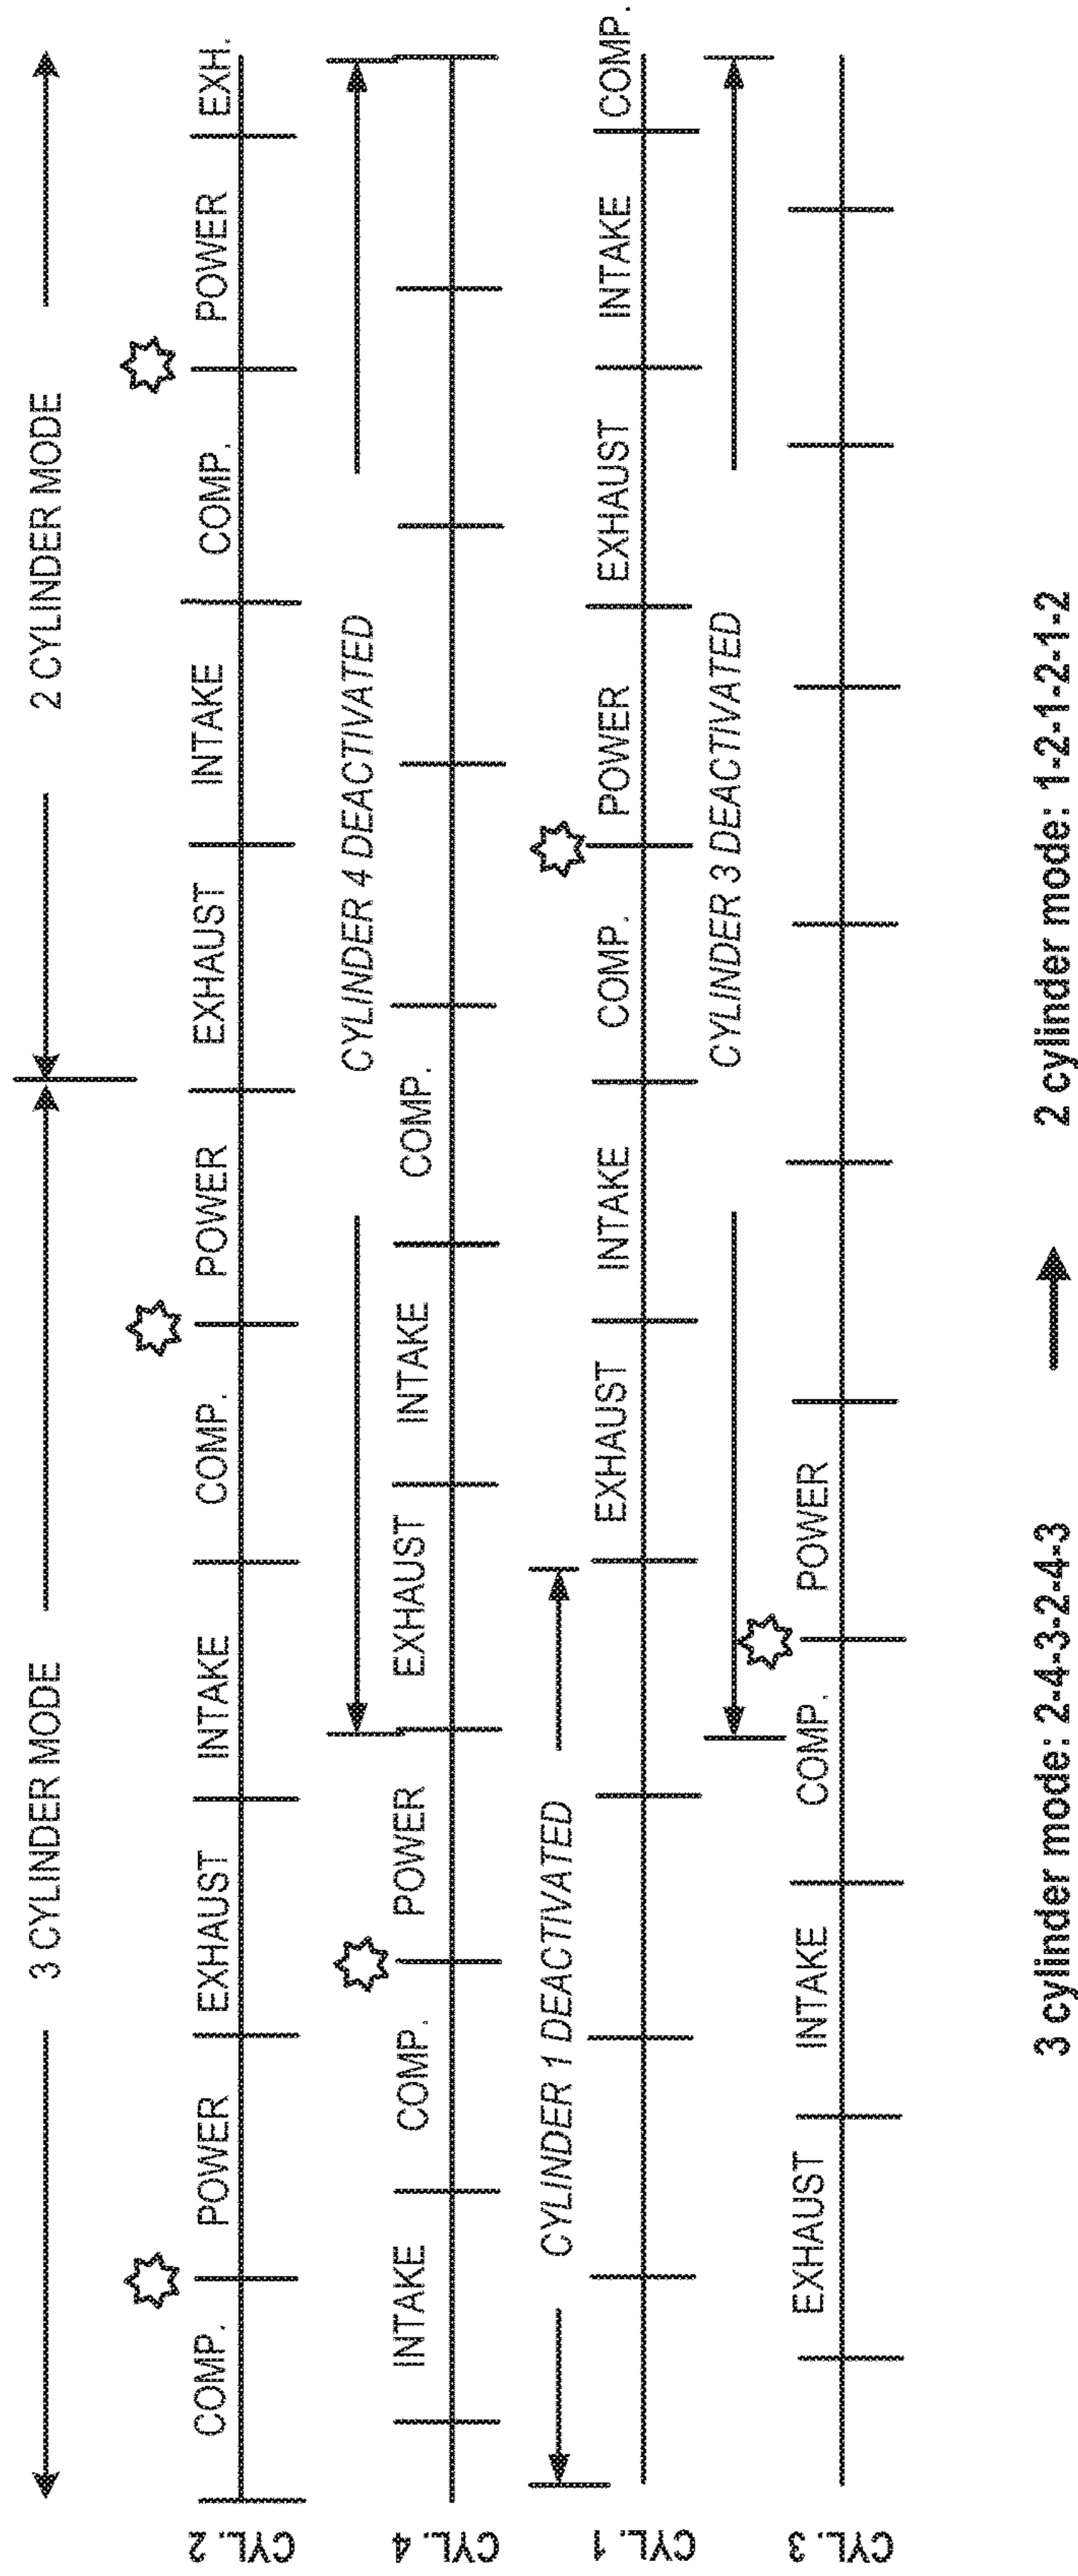 3 CYLINDER MODE
2 CYLINDER MODE
CYL. 2
COMP.
POWER
EXHAUST
INTAKE
COMP.
POWER
EXHAUST
INTAKE
COMP.
POWER
EXH.
CYLINDER 4 DEACTIVATED
CYL. 4
INTAKE
COMP.
POWER
EXHAUST
INTAKE
COMP.
CYLINDER 1 DEACTIVATED
CYL. 1
EXHAUST
INTAKE
COMP.
POWER
EXHAUST
INTAKE
COMP.
CYLINDER 3 DEACTIVATED
CYL. 3
EXHAUST
INTAKE
COMP.
POWER
3 cylinder mode: 2-4-3-2-4-3
2 cylinder mode: 1-2-1-2-1-2